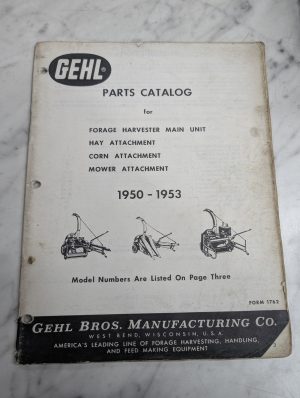 GEHL
PARTS CATALOG
for
FORAGE HARVESTER MAIN UNIT
HAY ATTACHMENT
CORN ATTACHMENT
MOWER ATTACHMENT
1950 - 1953
Model Numbers Are Listed On Page Three
FORM 1762
GEHL BROS. MANUFACTURING CO.
WEST BEND, WISCONSIN, U.S.A.
AMERICA'S LEADING LINE OF FORAGE HARVESTING, HANDLING,
AND FEED MAKING EQUIPMENT